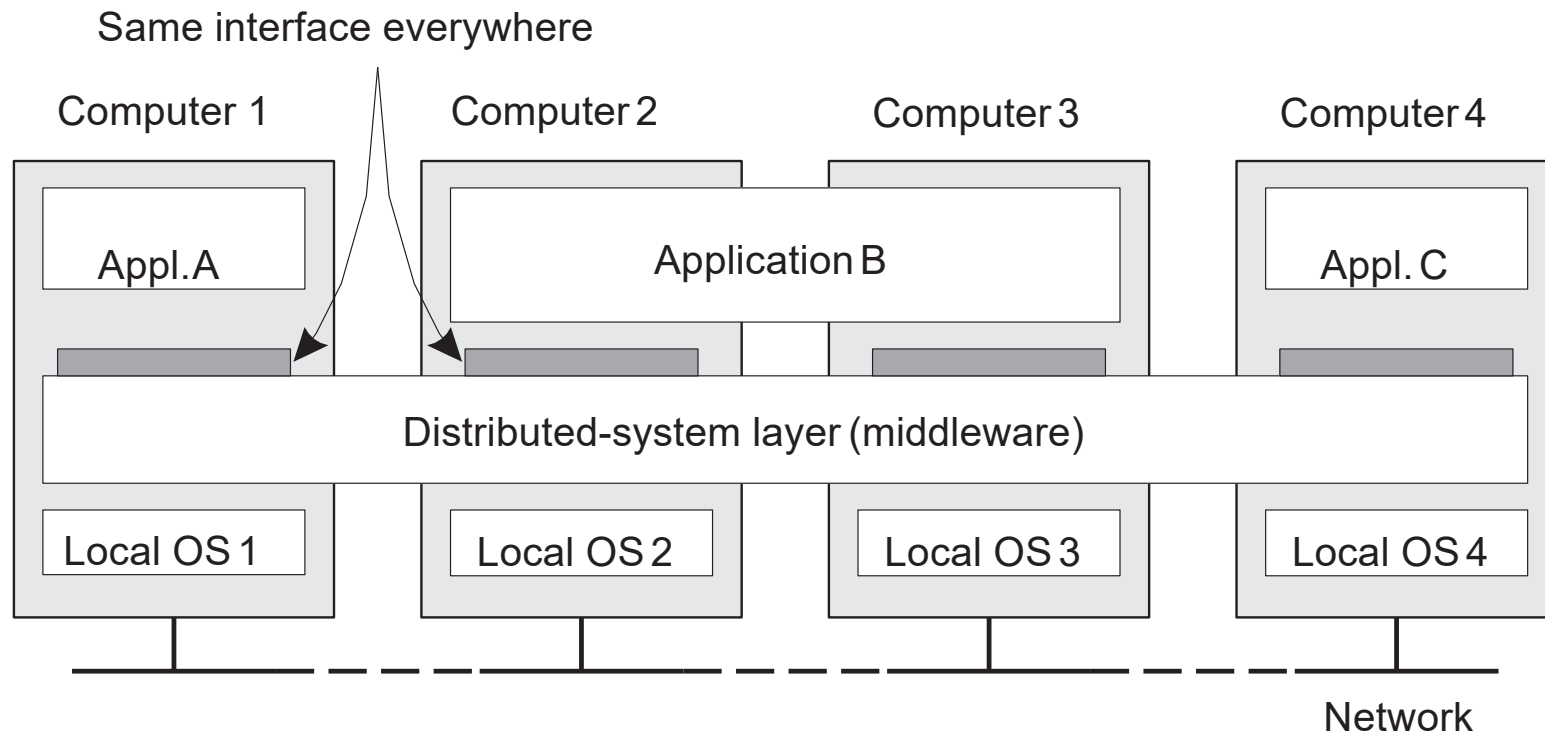 Same interface everywhere
Computer 1
Computer 2
Computer 3
Computer 4
Appl. A
Application B
Appl. C
Distributed-system layer (middleware)
Local OS 1
Local OS 2
Local OS 3
Local OS 4
Network